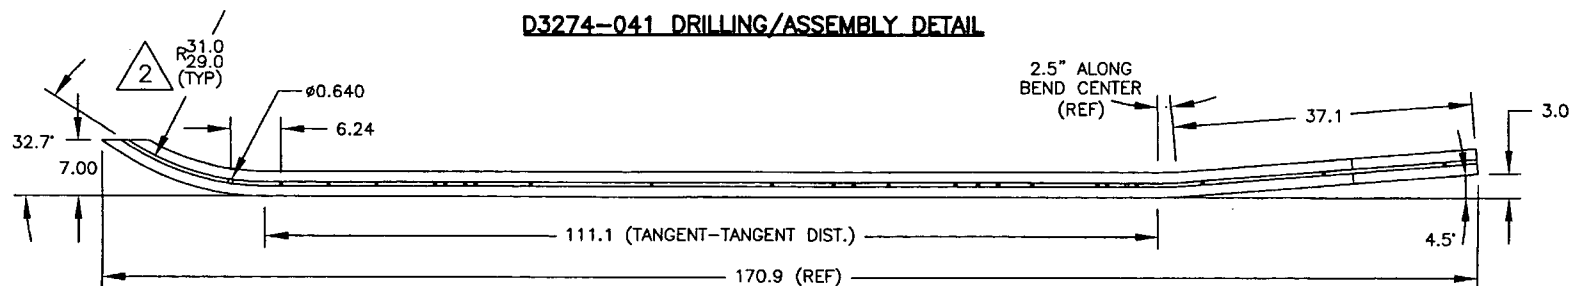 D3274-041 DRILLING/ASSEMBLY DETAIL
2
R31.0
29.0
(TYP)
ø0.640
6.24
32.7°
7.00
2.5" ALONG
BEND CENTER
(REF)
37.1
3.0
4.5°
111.1 (TANGENT-TANGENT DIST.)
170.9 (REF)